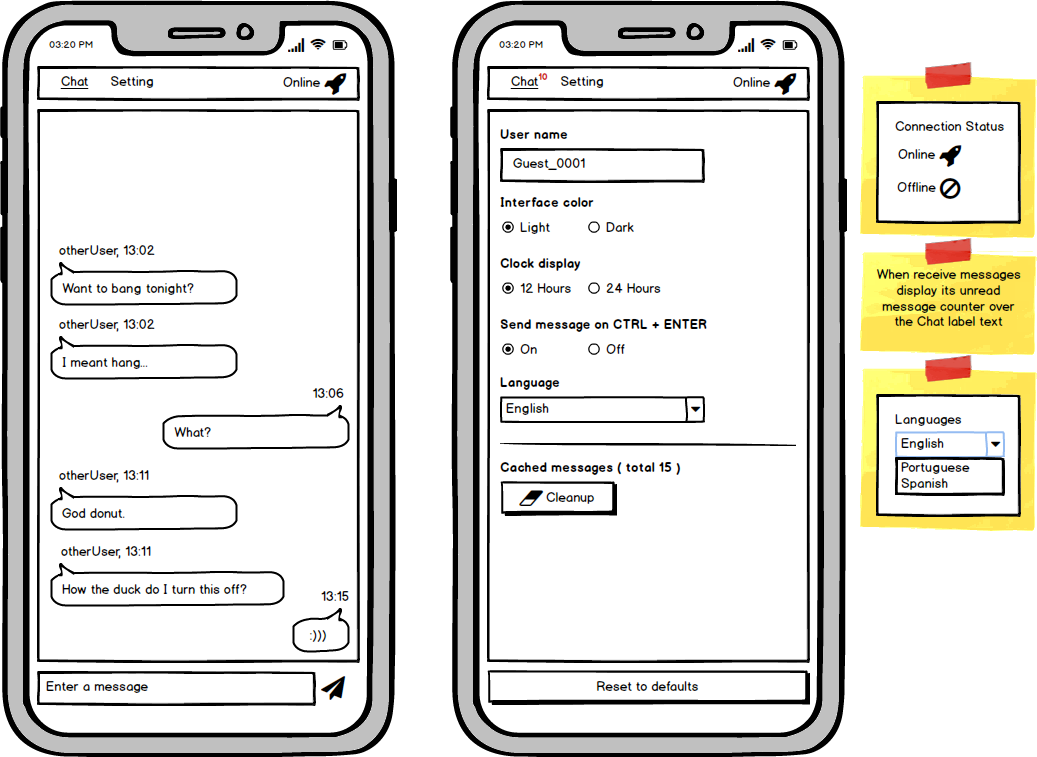 03:20 PM
Chat Setting Online
otherUser, 13:02
Want to bang tonight?
otherUser, 13:02
I meant hang...
13:06
What?
otherUser, 13:11
God donut.
otherUser, 13:11
How the duck do I turn this off?
13:15
:)))
Enter a message
03:20 PM
Chat 10 Setting Online
User name
Guest_0001
Interface color
Light Dark
Clock display
12 Hours 24 Hours
Send message on CTRL + ENTER
On Off
Language
English
Cached messages ( total 15 )
Cleanup
Reset to defaults
Connection Status
Online
Offline
When receive messages
display its unread
message counter over
the Chat label text
Languages
English
Portuguese
Spanish